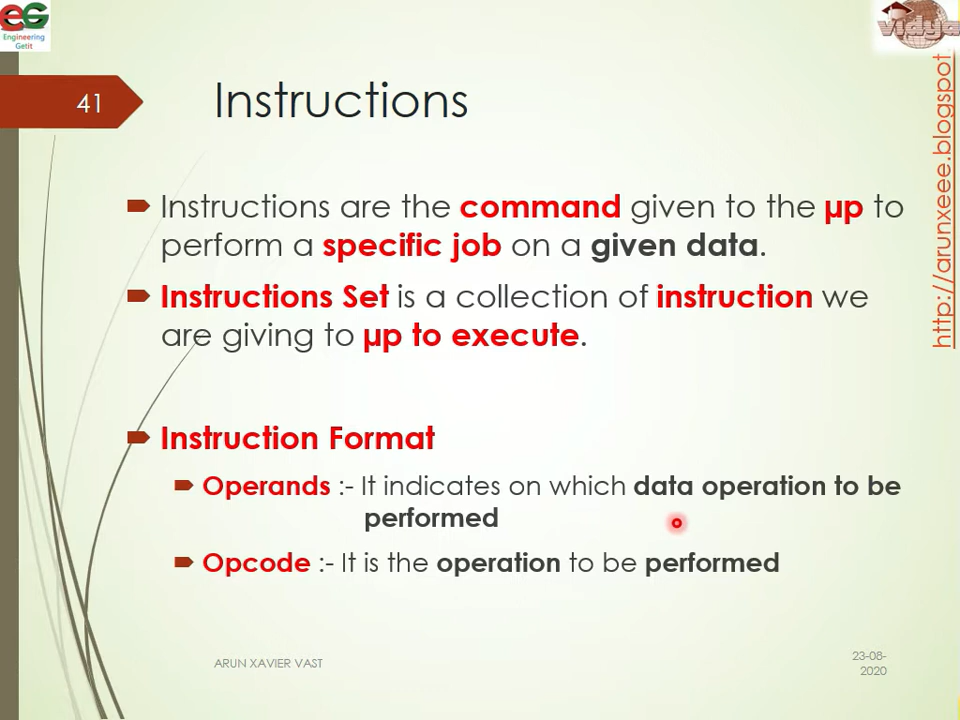 EG
Engineering
Getit
Vidya
41
Instructions
http://arunxeee.blogspot.
Instructions are the command given to the µp to
perform a specific job on a given data.
Instructions Set is a collection of instruction we
are giving to µp to execute.
Instruction Format
Operands :- It indicates on which data operation to be
performed
Opcode :- It is the operation to be performed
ARUN XAVIER VAST
23-08-
2020